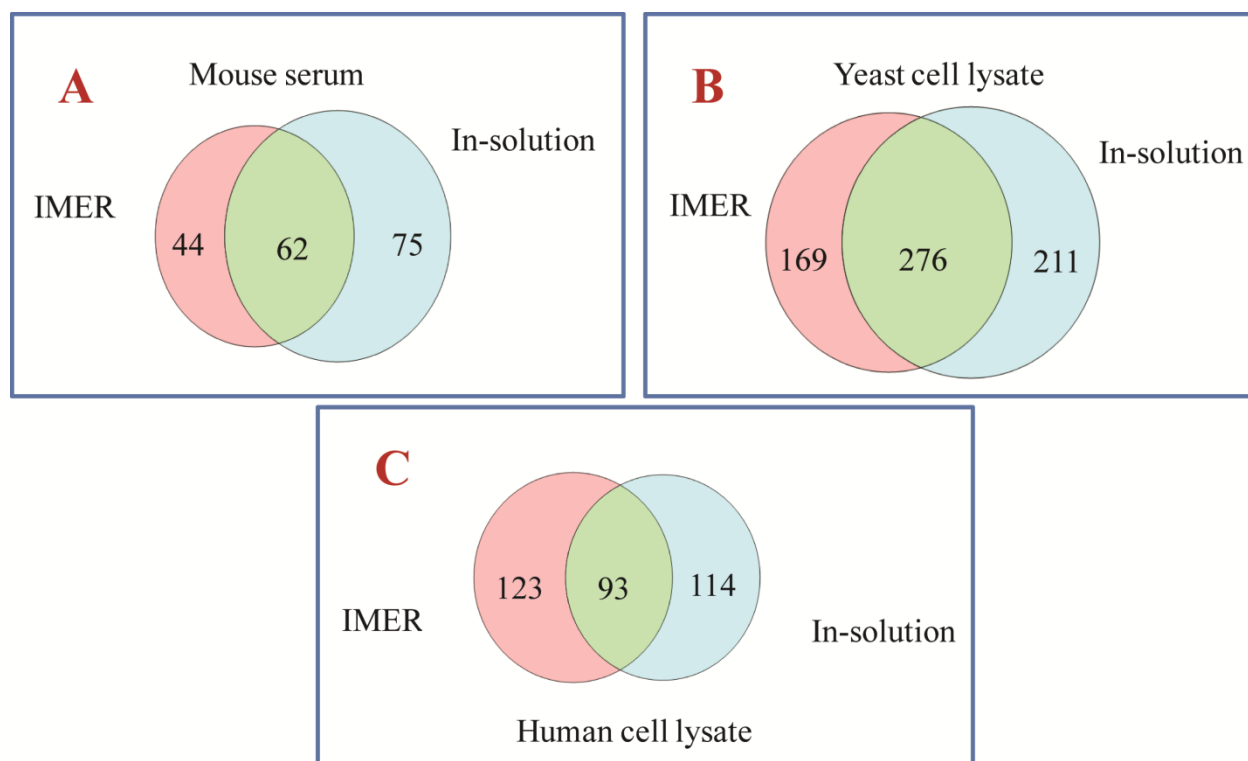 A
Mouse serum
In-solution
IMER
44
62
75
B
Yeast cell lysate
In-solution
IMER
169
276
211
C
123
93
114
IMER
In-solution
Human cell lysate